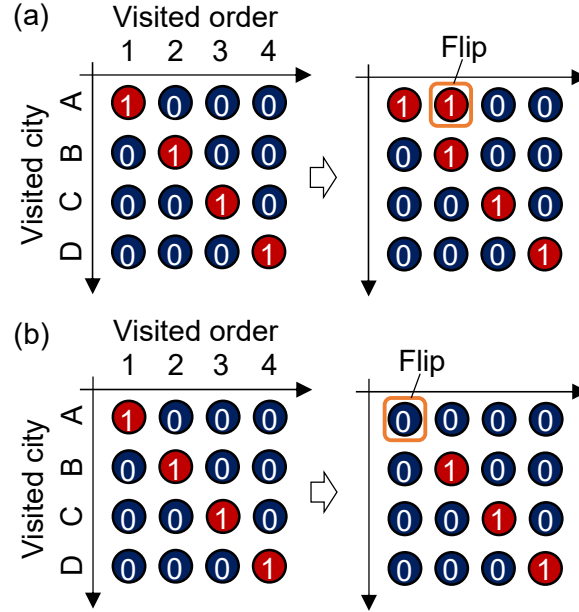 (a)
Visited order
1 2 3 4
Flip
Visited city
A 1 0 0 0
B 0 1 0 0
C 0 0 1 0
D 0 0 0 1
1 1 0 0
0 1 0 0
0 0 1 0
0 0 0 1
(b)
Visited order
1 2 3 4
Flip
Visited city
A 1 0 0 0
B 0 1 0 0
C 0 0 1 0
D 0 0 0 1
0 0 0 0
0 1 0 0
0 0 1 0
0 0 0 1